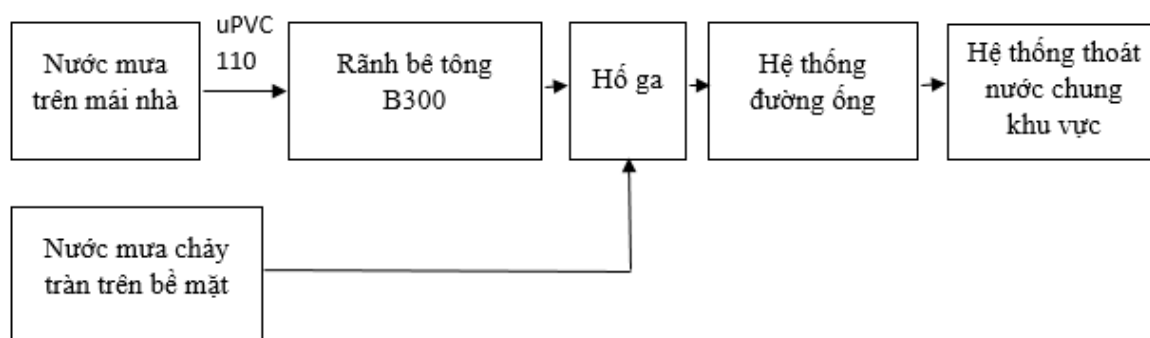 Nước mưa
trên mái nhà
uPVC
110
Rãnh bê tông
B300
Hố ga
Hệ thống
đường ống
Hệ thống thoát
nước chung
khu vực
Nước mưa chảy
tràn trên bề mặt